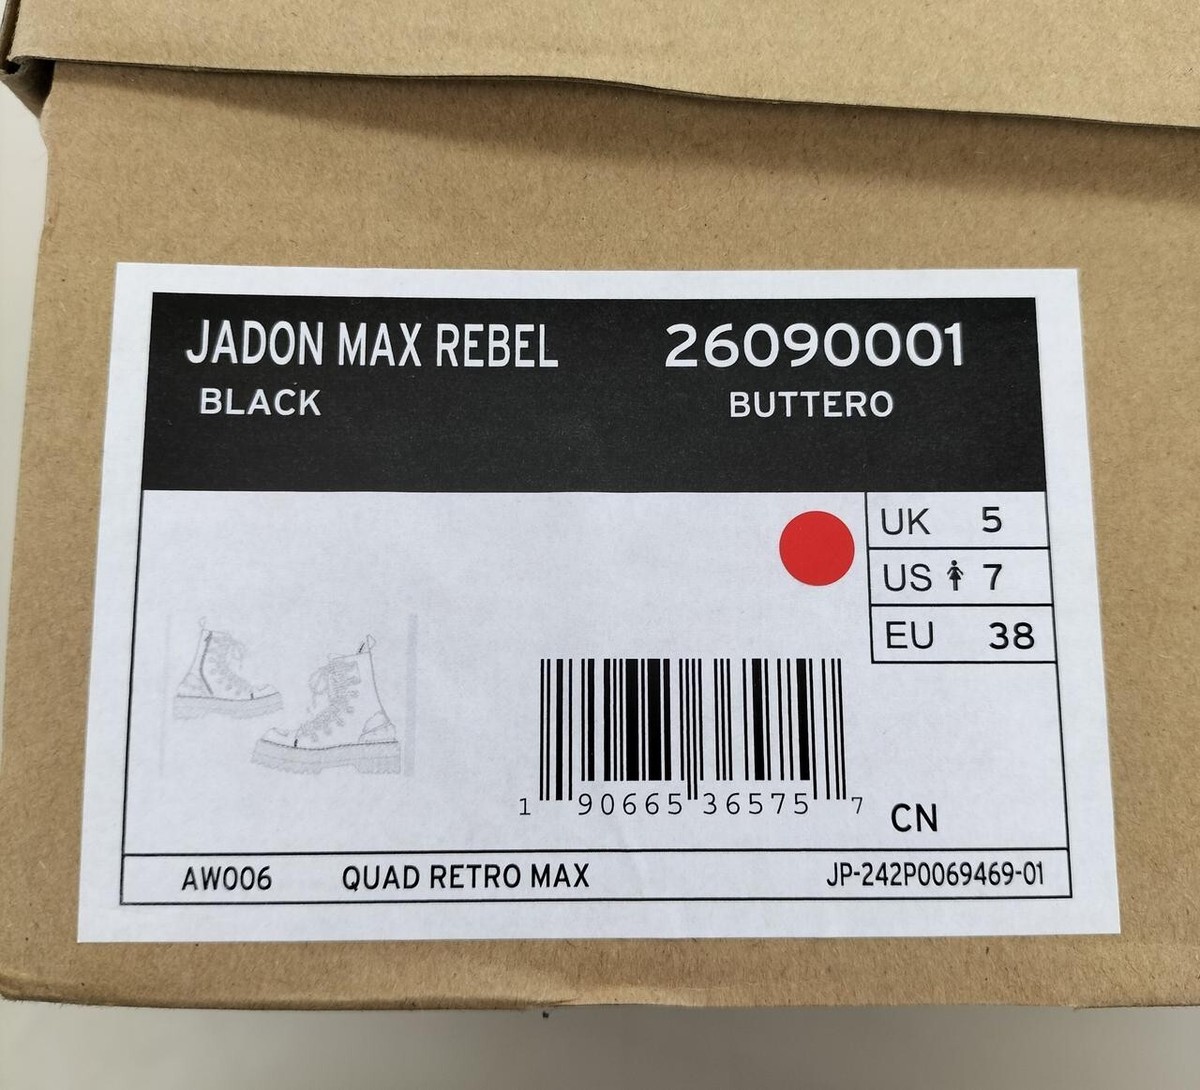 JADON MAX REBEL 26090001
BLACK BUTTERO
UK 5
US 7
EU 38
1 90665 36575 7
CN
AW006 QUAD RETRO MAX JP-242P0069469-01